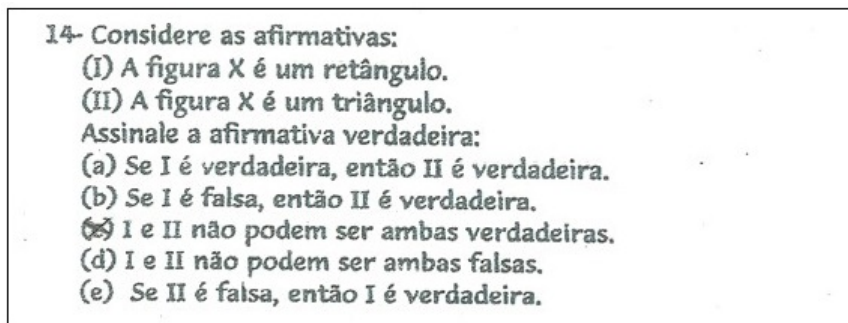 14- Considere as afirmativas:
(I) A figura X é um retângulo.
(II) A figura X é um triângulo.
Assinale a afirmativa verdadeira:
(a) Se I é verdadeira, então II é verdadeira.
(b) Se I é falsa, então II é verdadeira.
I e II não podem ser ambas verdadeiras.
(d) I e II não podem ser ambas falsas.
(e) Se II é falsa, então I é verdadeira.